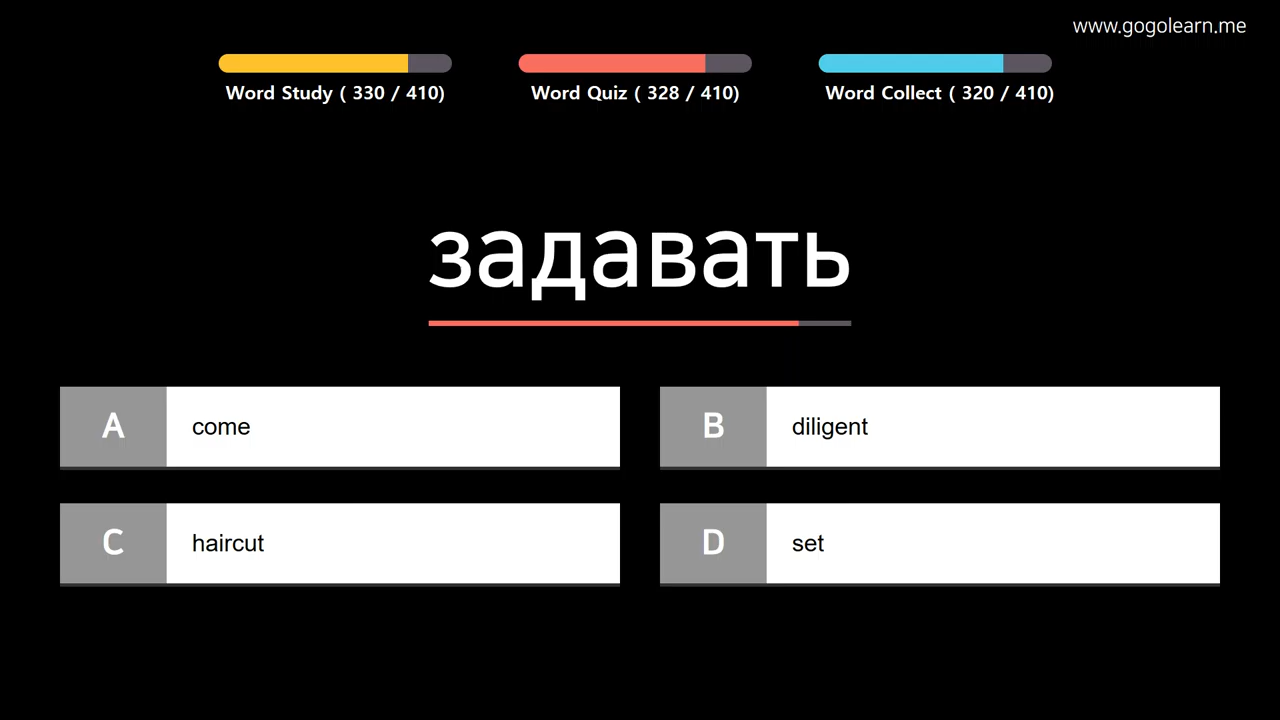 www.gogolearn.me
Word Study ( 330 / 410)
Word Quiz ( 328 / 410)
Word Collect ( 320 / 410)
задавать
A come
B diligent
C haircut
D set